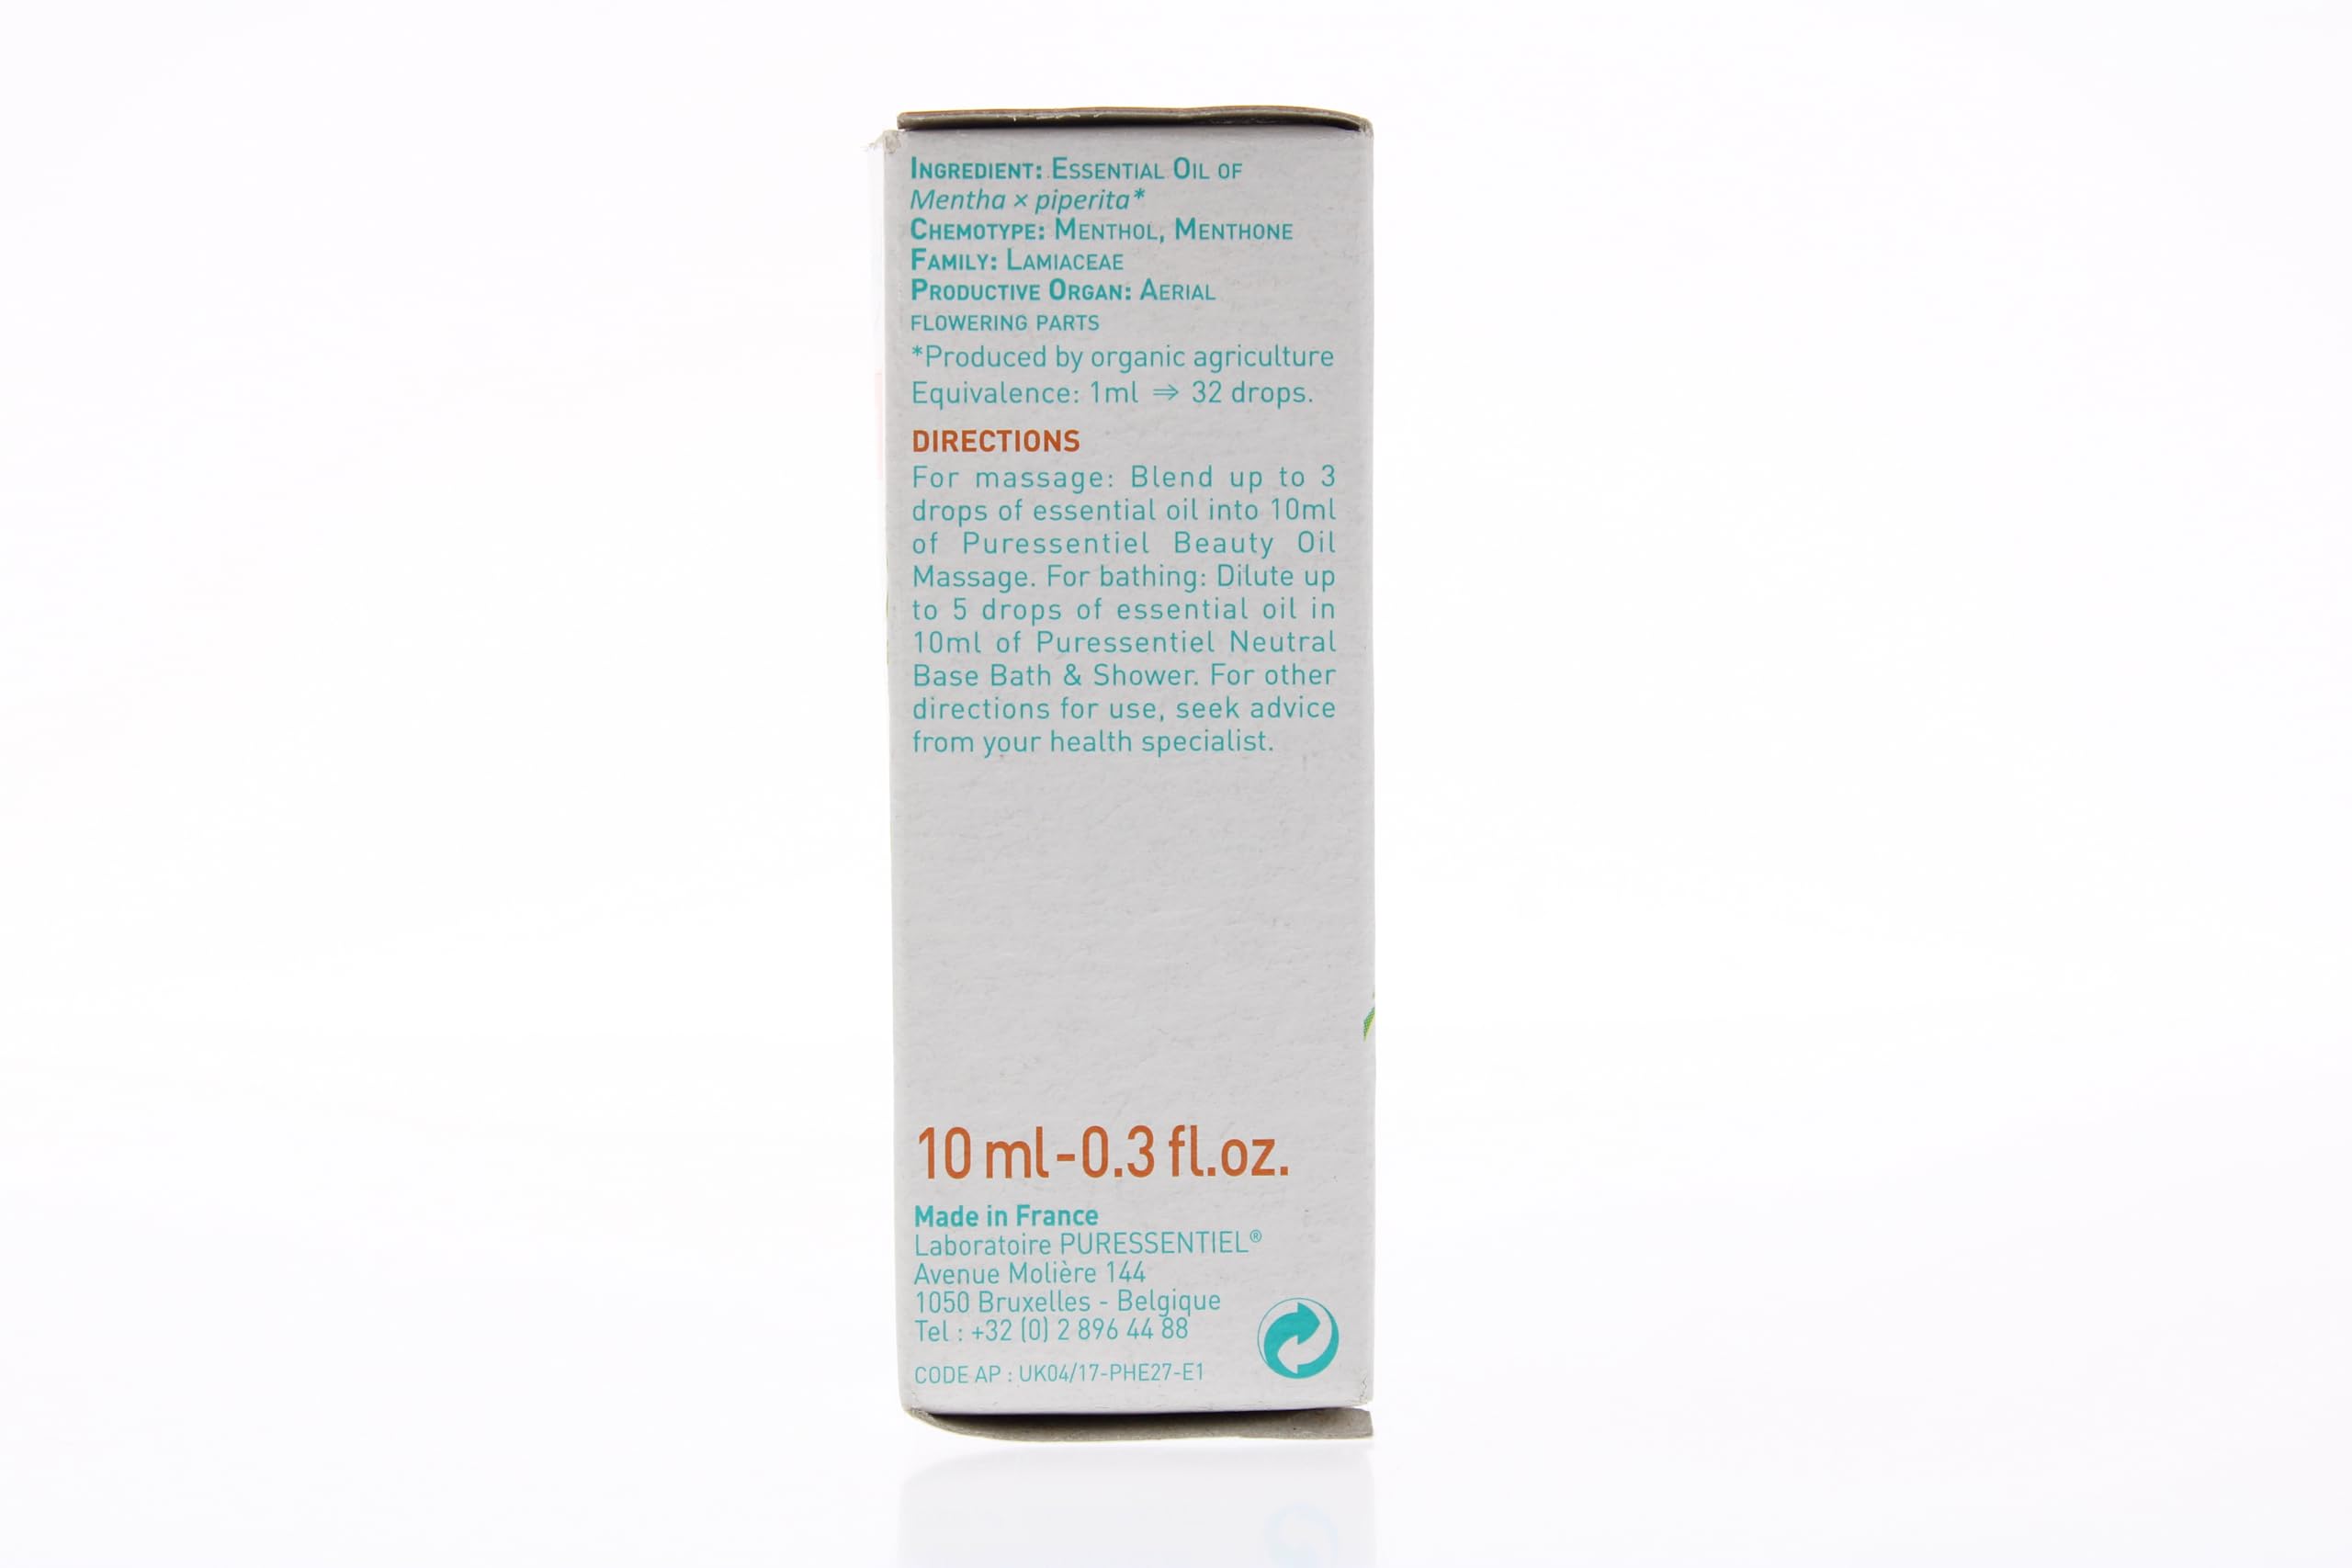 INGREDIENT: ESSENTIAL OIL OF
Mentha × piperita*
CHEMOTYPE: MENTHOL, MENTHONE
FAMILY: LAMIACEAE
PRODUCTIVE ORGAN: AERIAL
FLOWERING PARTS
*Produced by organic agriculture
Equivalence: 1ml ⇒ 32 drops.
DIRECTIONS
For massage: Blend up to 3
drops of essential oil into 10ml
of Puressentiel Beauty Oil
Massage. For bathing: Dilute up
to 5 drops of essential oil in
10ml of Puressentiel Neutral
Base Bath & Shower. For other
directions for use, seek advice
from your health specialist.
10 ml - 0.3 fl.oz.
Made in France
Laboratoire PURESSENTIEL®
Avenue Molière 144
1050 Bruxelles - Belgique
Tel : +32 (0) 2 896 44 88
CODE AP : UK04/17-PHE27-E1